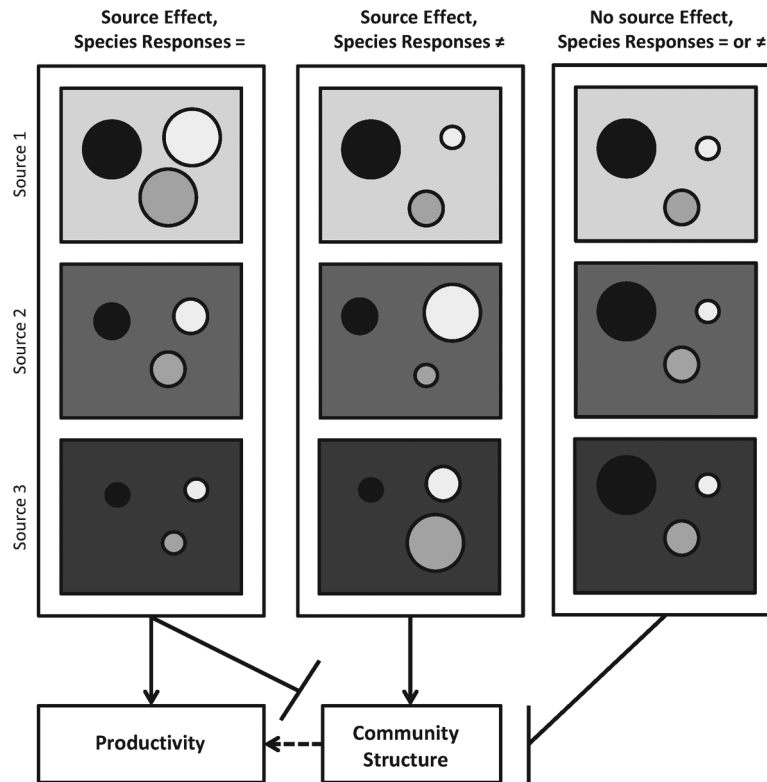 Source Effect,
Species Responses =
Source Effect,
Species Responses ≠
No source Effect,
Species Responses = or ≠
Source 1
Source 2
Source 3
Productivity
Community
Structure